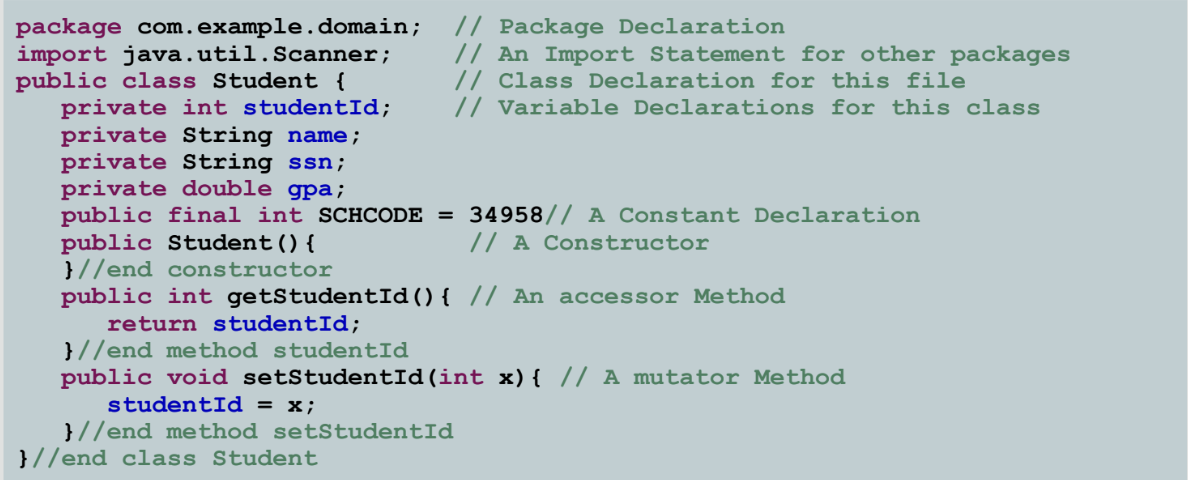 package com.example.domain;  // Package Declaration
import java.util.Scanner;    // An Import Statement for other packages
public class Student {       // Class Declaration for this file
   private int studentId;    // Variable Declarations for this class
   private String name;
   private String ssn;
   private double gpa;
   public final int SCHCODE = 34958// A Constant Declaration
   public Student(){          // A Constructor
   }//end constructor
   public int getStudentId(){ // An accessor Method
      return studentId;
   }//end method studentId
   public void setStudentId(int x){ // A mutator Method
      studentId = x;
   }//end method setStudentId
}//end class Student